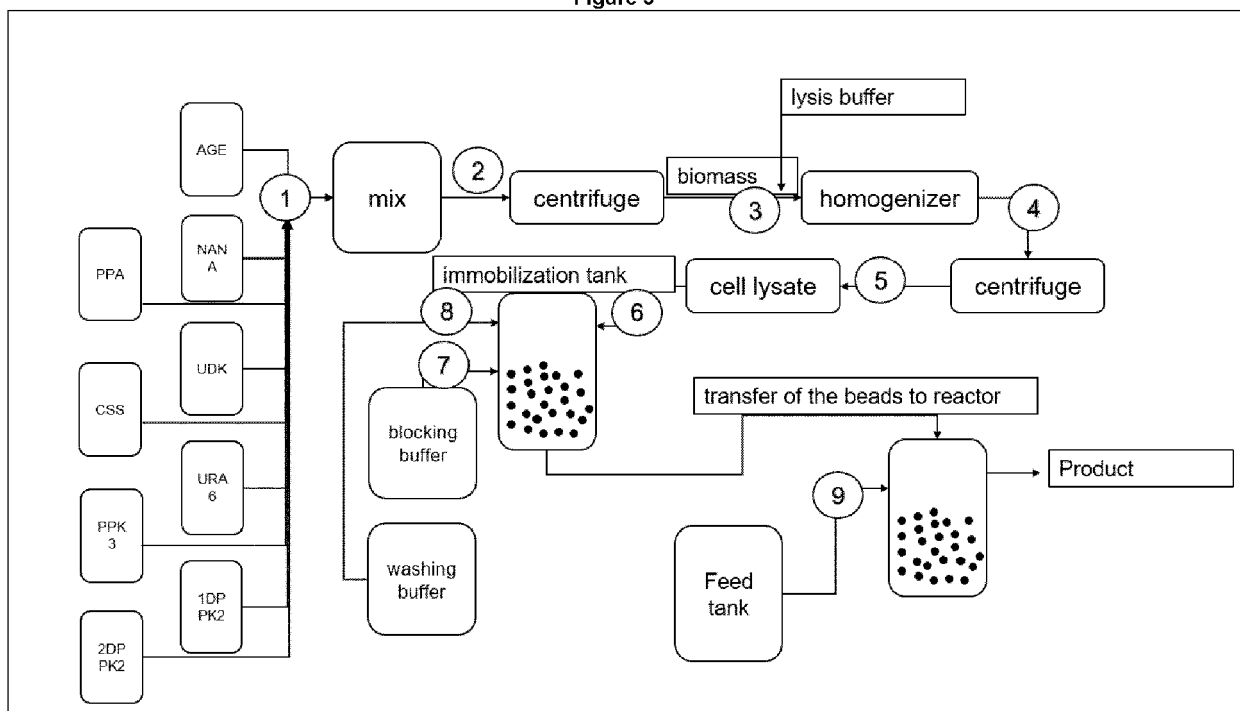 Figure
lysis buffer
AGE
1
mix
2
centrifuge
biomass
3
homogenizer
4
PPA
NAN
A
immobilization tank
cell lysate
5
centrifuge
8
6
UDK
7
CSS
blocking
buffer
transfer of the beads to reactor
URA
6
Product
9
PPK
3
washing
buffer
Feed
tank
1DP
PK2
2DP
PK2